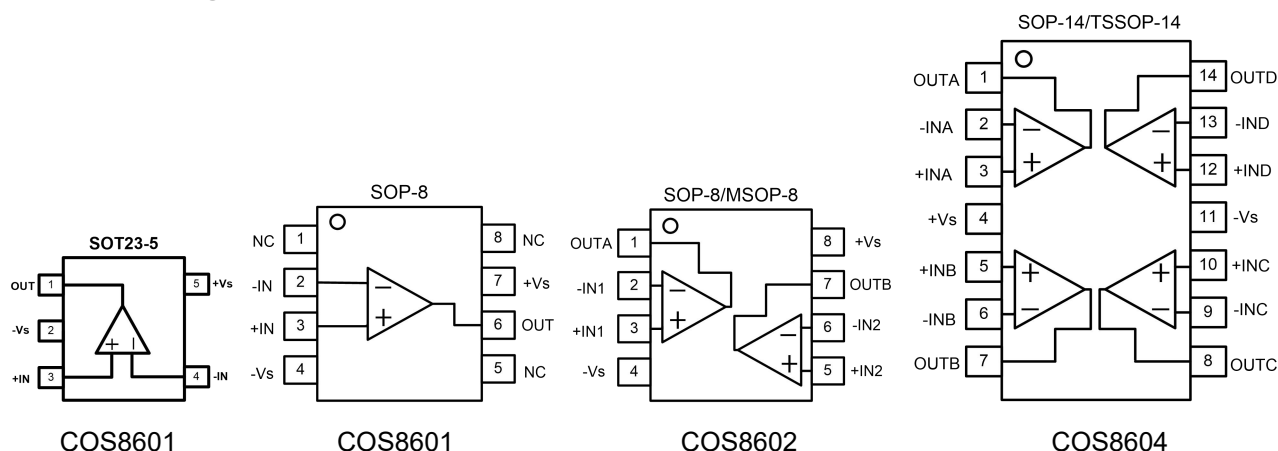 SOT23-5
OUT 1
-Vs 2
+IN 3
5 +Vs
4 -IN
COS8601
SOP-8
NC 1
-IN 2
+IN 3
-Vs 4
8 NC
7 +Vs
6 OUT
5 NC
COS8601
SOP-8/MSOP-8
OUTA 1
-IN1 2
+IN1 3
-Vs 4
8 +Vs
7 OUTB
6 -IN2
5 +IN2
COS8602
SOP-14/TSSOP-14
OUTA 1
-INA 2
+INA 3
+Vs 4
+INB 5
-INB 6
OUTB 7
14 OUTD
13 -IND
12 +IND
11 -Vs
10 +INC
9 -INC
8 OUTC
COS8604